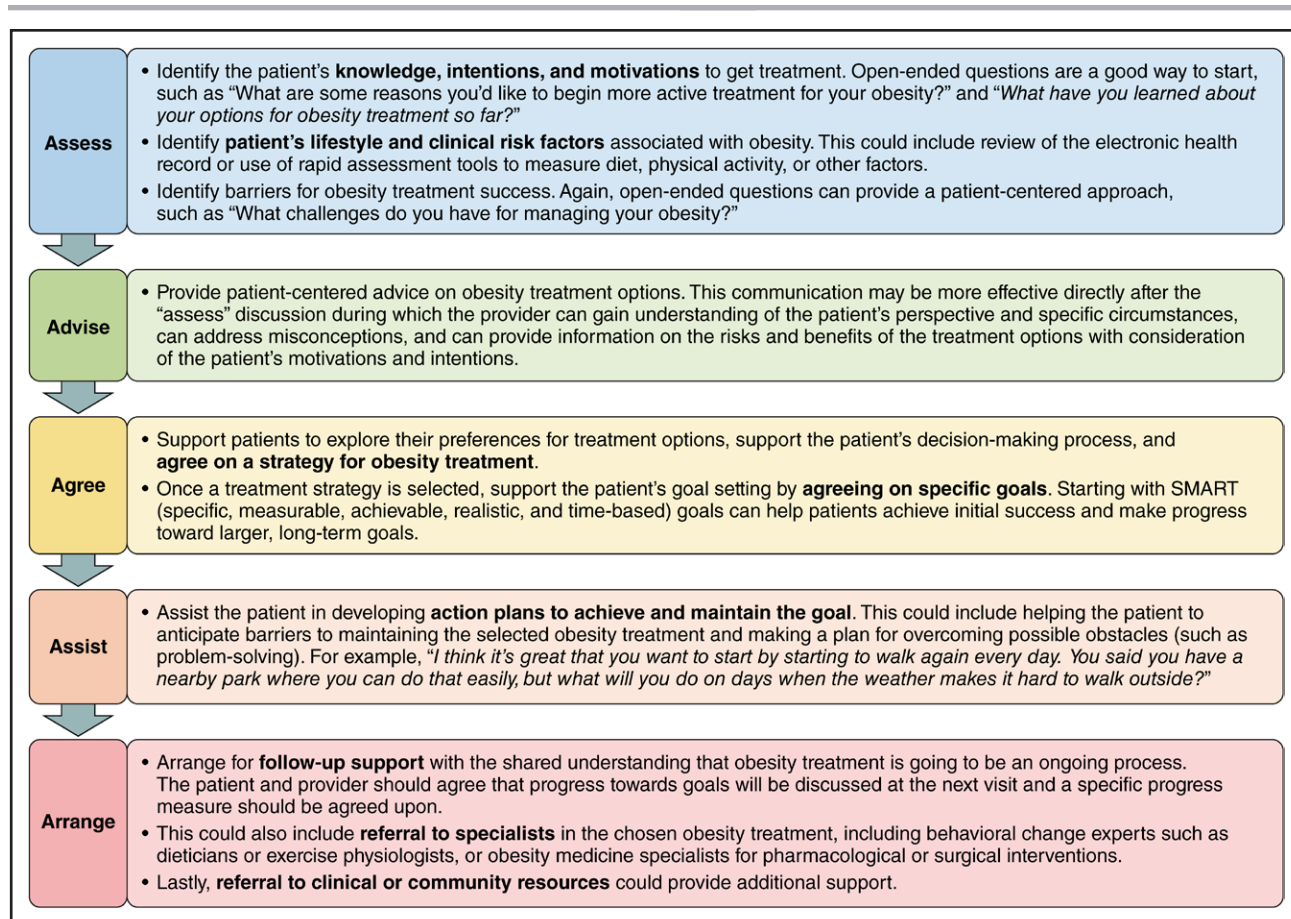 Assess
• Identify the patient’s knowledge, intentions, and motivations to get treatment. Open-ended questions are a good way to start,
such as “What are some reasons you’d like to begin more active treatment for your obesity?” and “What have you learned about
your options for obesity treatment so far?”
• Identify patient’s lifestyle and clinical risk factors associated with obesity. This could include review of the electronic health
record or use of rapid assessment tools to measure diet, physical activity, or other factors.
• Identify barriers for obesity treatment success. Again, open-ended questions can provide a patient-centered approach,
such as “What challenges do you have for managing your obesity?”
Advise
• Provide patient-centered advice on obesity treatment options. This communication may be more effective directly after the
“assess” discussion during which the provider can gain understanding of the patient’s perspective and specific circumstances,
can address misconceptions, and can provide information on the risks and benefits of the treatment options with consideration
of the patient’s motivations and intentions.
Agree
• Support patients to explore their preferences for treatment options, support the patient’s decision-making process, and
agree on a strategy for obesity treatment.
• Once a treatment strategy is selected, support the patient’s goal setting by agreeing on specific goals. Starting with SMART
(specific, measurable, achievable, realistic, and time-based) goals can help patients achieve initial success and make progress
toward larger, long-term goals.
Assist
• Assist the patient in developing action plans to achieve and maintain the goal. This could include helping the patient to
anticipate barriers to maintaining the selected obesity treatment and making a plan for overcoming possible obstacles (such as
problem-solving). For example, “I think it’s great that you want to start by starting to walk again every day. You said you have a
nearby park where you can do that easily, but what will you do on days when the weather makes it hard to walk outside?”
Arrange
• Arrange for follow-up support with the shared understanding that obesity treatment is going to be an ongoing process.
The patient and provider should agree that progress towards goals will be discussed at the next visit and a specific progress
measure should be agreed upon.
• This could also include referral to specialists in the chosen obesity treatment, including behavioral change experts such as
dieticians or exercise physiologists, or obesity medicine specialists for pharmacological or surgical interventions.
• Lastly, referral to clinical or community resources could provide additional support.